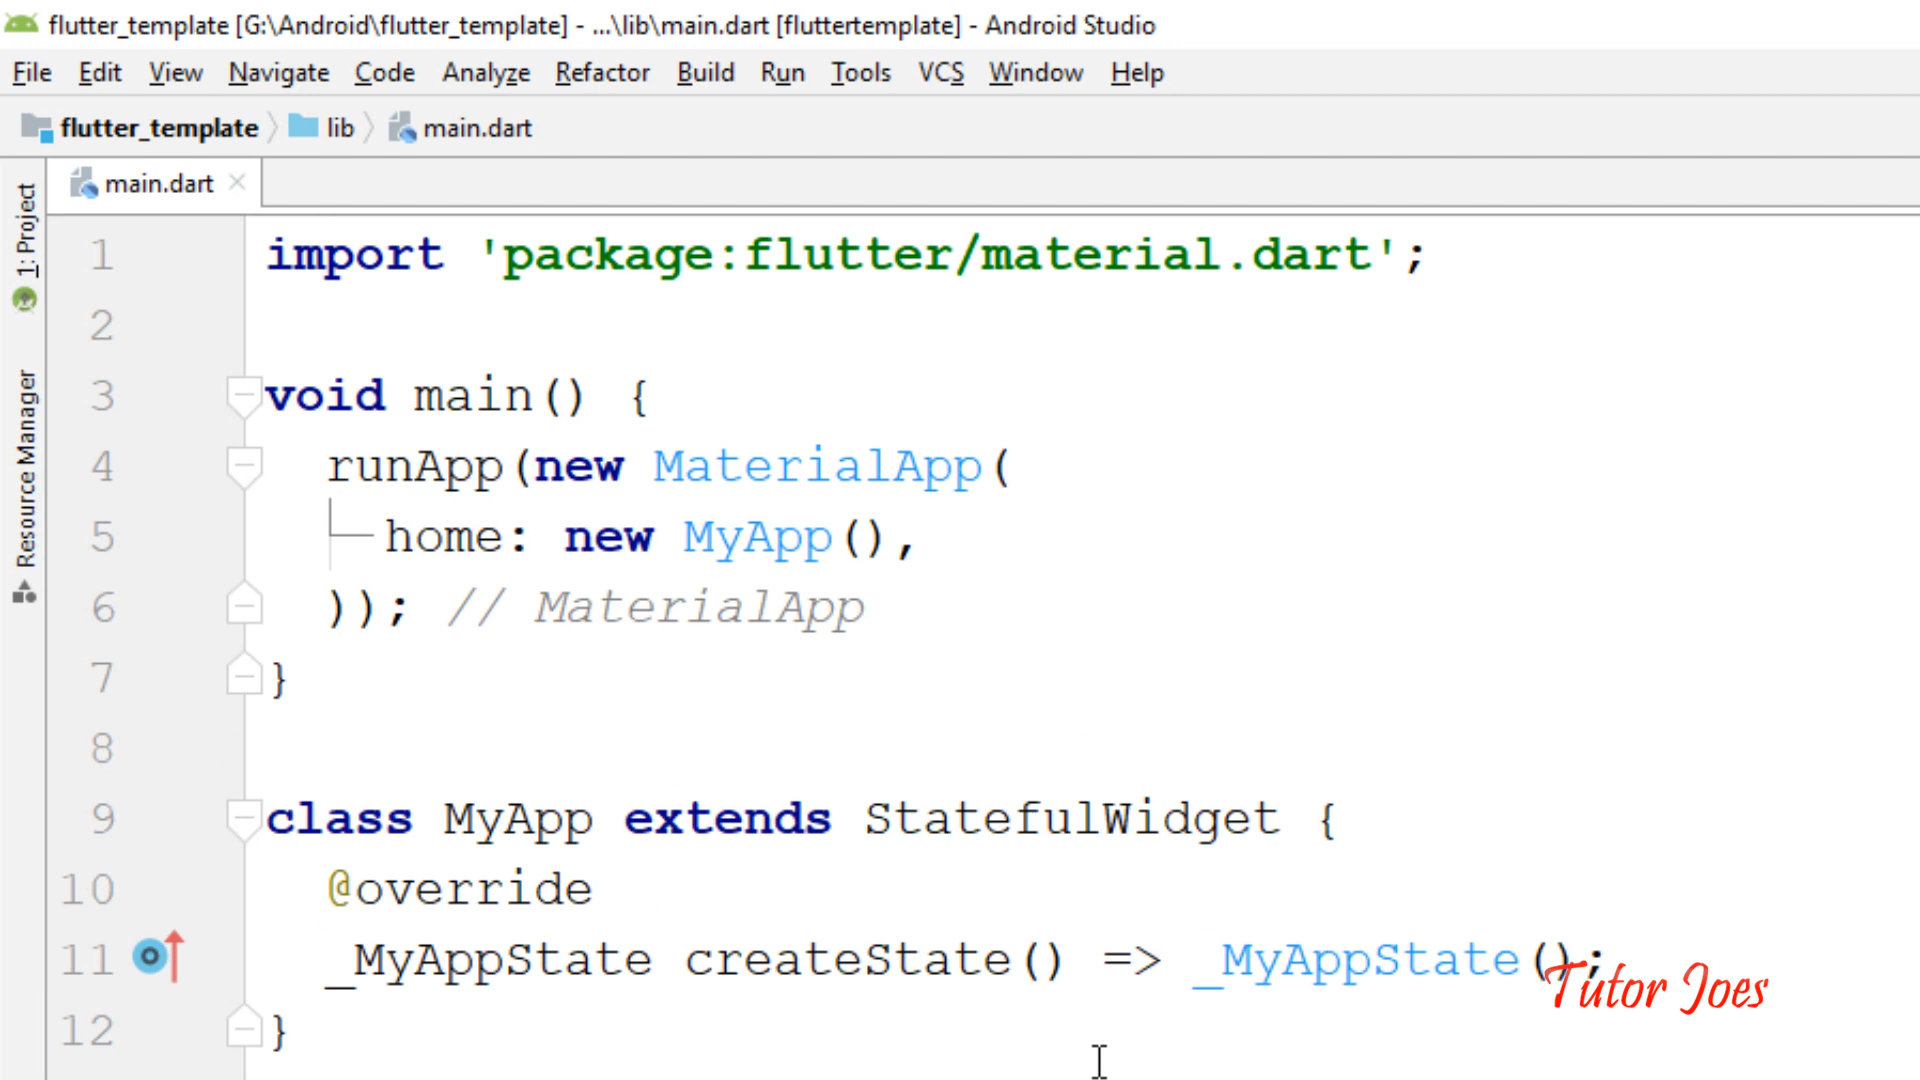 flutter_template [G:\Android\flutter_template] - ...\lib\main.dart [fluttertemplate] - Android Studio
File Edit View Navigate Code Analyze Refactor Build Run Tools VCS Window Help
flutter_template lib main.dart
main.dart
1: Project
Resource Manager
1 import 'package:flutter/material.dart';
2
3 void main() {
4 runApp(new MaterialApp(
5 home: new MyApp(),
6 )); // MaterialApp
7 }
8
9 class MyApp extends StatefulWidget {
10 @override
11 _MyAppState createState() => _MyAppState();
12 }
Tutor Joes